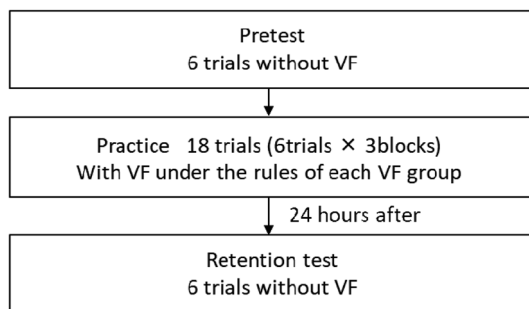 Pretest
6 trials without VF
Practice 18 trials (6trials × 3blocks)
With VF under the rules of each VF group
24 hours after
Retention test
6 trials without VF